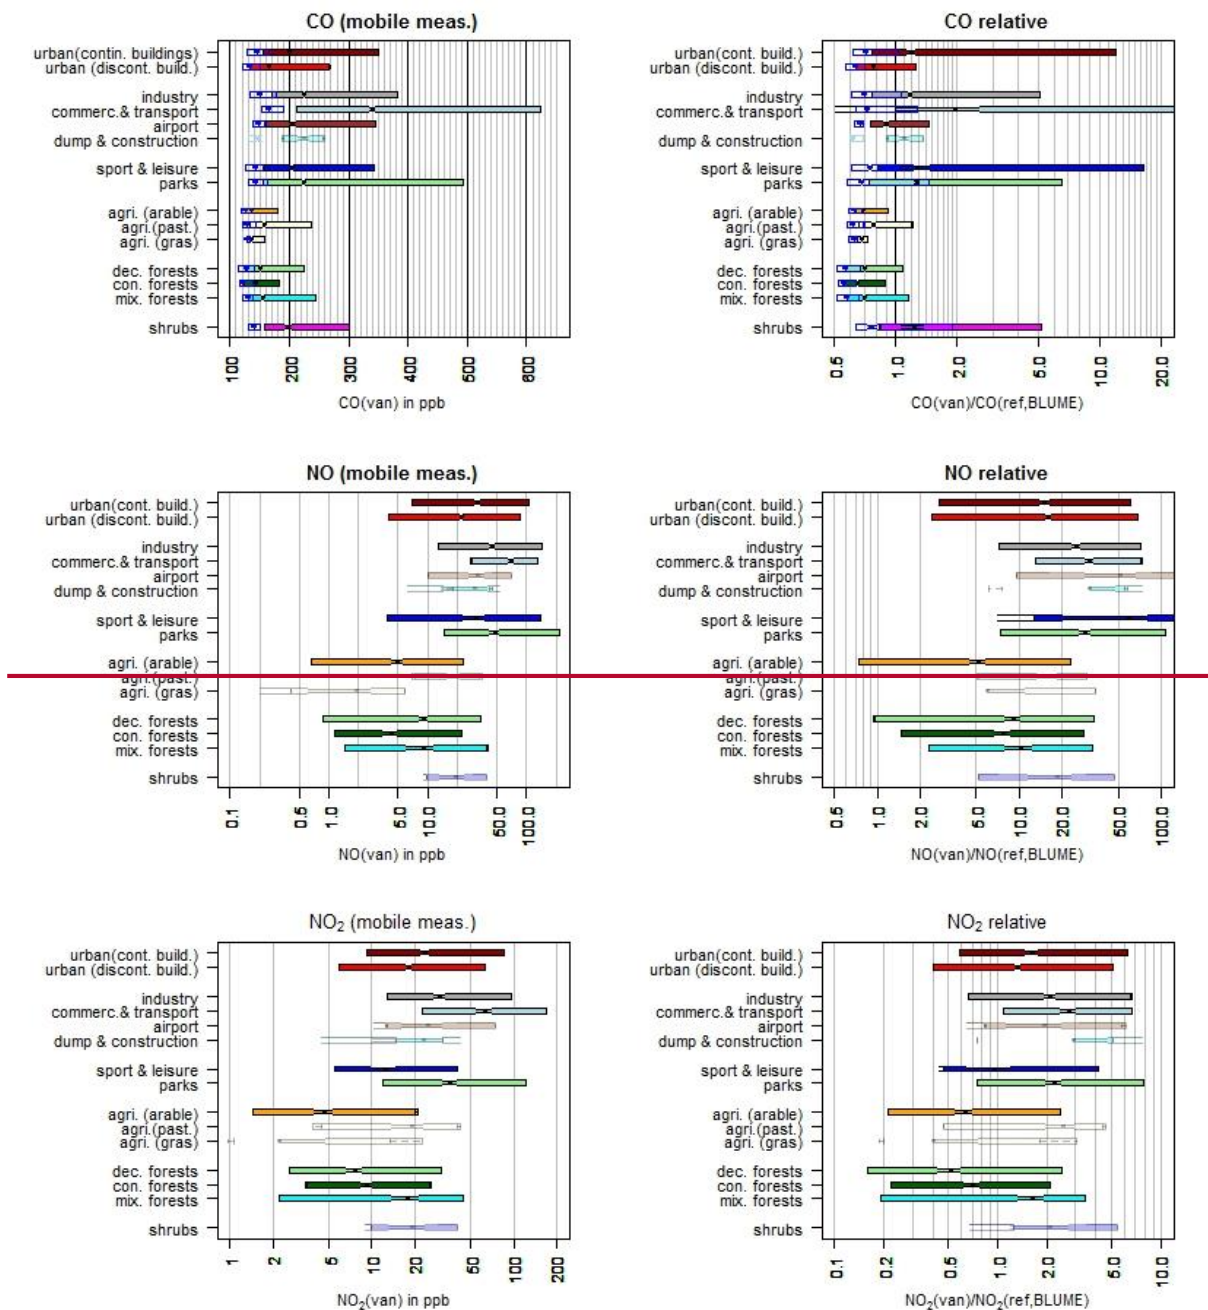 CO (mobile meas.)
urban(contin. buildings)
urban (discont. build.)
industry
commerc.& transport
airport
dump & construction
sport & leisure
parks
agri. (arable)
agri.(past.)
agri. (gras)
dec. forests
con. forests
mix. forests
shrubs
100 200 300 400 500 600 600
CO(van) in ppb
CO relative
urban(cont. build.)
urban (discont. build.)
industry
commerc.& transport
airport
dump & construction
sport & leisure
parks
agri. (arable)
agri.(past.)
agri. (gras)
dec. forests
con. forests
mix. forests
shrubs
0.5 1.0 2.0 5.0 10.0 20.0
CO(van)/CO(ref,BLUME)
NO (mobile meas.)
urban(cont. build.)
urban (discont. build.)
industry
commerc.& transport
airport
dump & construction
sport & leisure
parks
agri. (arable)
agri.(past.)
agri. (gras)
dec. forests
con. forests
mix. forests
shrubs
0.1 0.5 1.0 5.0 10.0 50.0 100.0
NO(van) in ppb
NO relative
urban(cont. build.)
urban (discont. build.)
industry
commerc.& transport
airport
dump & construction
sport & leisure
parks
agri. (arable)
agri.(past.)
agri. (gras)
dec. forests
con. forests
mix. forests
shrubs
0.5 1.0 2.0 5.0 10.0 20.0 50.0 100.0
NO(van)/NO(ref,BLUME)
NO₂ (mobile meas.)
urban(cont. build.)
urban (discont. build.)
industry
commerc.& transport
airport
dump & construction
sport & leisure
parks
agri. (arable)
agri.(past.)
agri. (gras)
dec. forests
con. forests
mix. forests
shrubs
1 2 5 10 20 50 100 200
NO₂(van) in ppb
NO₂ relative
urban(cont. build.)
urban (discont. build.)
industry
commerc.& transport
airport
dump & construction
sport & leisure
parks
agri. (arable)
agri.(past.)
agri. (gras)
dec. forests
con. forests
mix. forests
shrubs
0.1 0.2 0.5 1.0 2.0 5.0 10.0
NO₂(van)/NO₂(ref,BLUME)